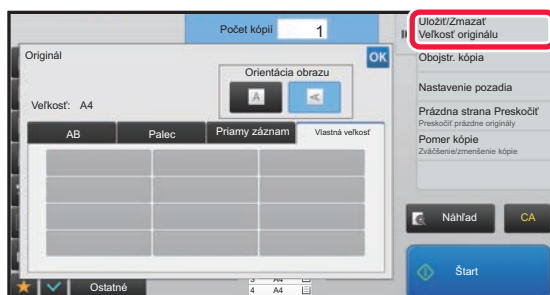 Počet kópií
1
Uložiť/Zmazať
Veľkosť originálu
Originál
OK
Orientácia obrazu
A
A
Veľkosť: A4
AB
Palec
Priamy záznam
Vlastná veľkosť
Obojstr. kópia
Nastavenie pozadia
Prázdna strana Preskočiť
Preskočiť prázdne originály
Pomer kópie
Zväčšenie/zmenšenie kópie
Náhľad
CA
Štart
Ostatné
3 A4
4 A4